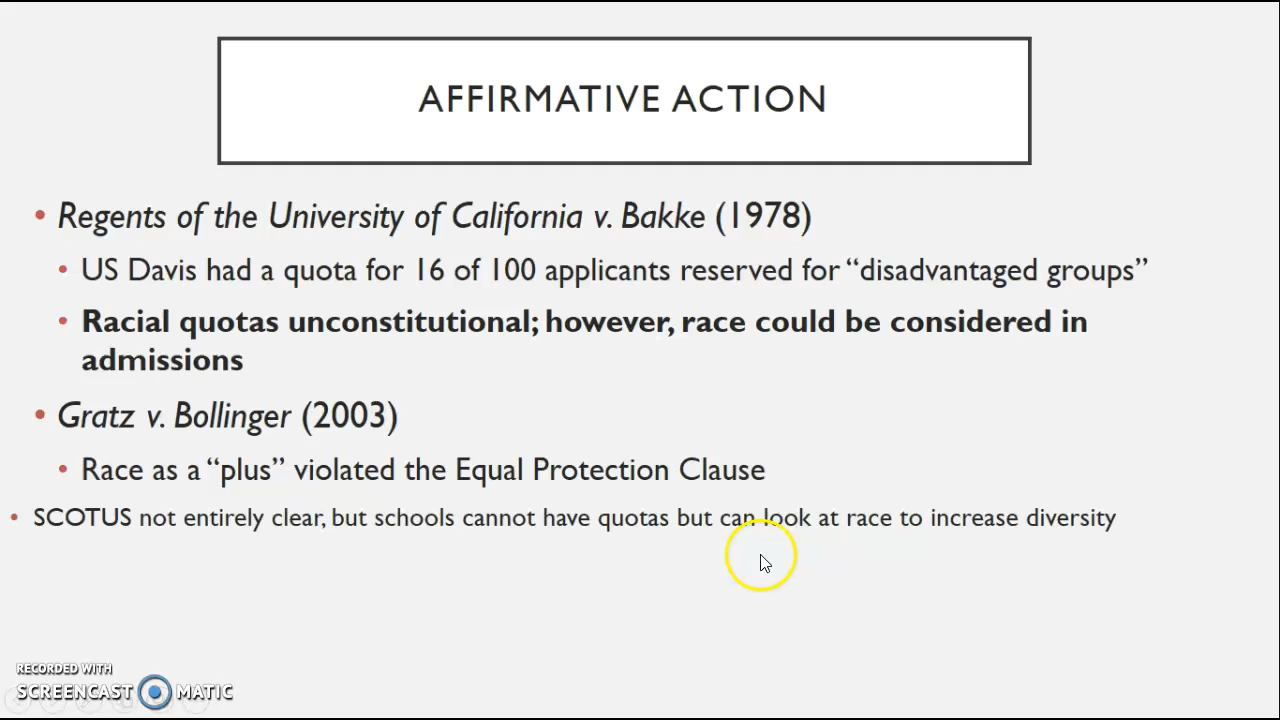 AFFIRMATIVE ACTION
• Regents of the University of California v. Bakke (1978)
• US Davis had a quota for 16 of 100 applicants reserved for “disadvantaged groups”
• Racial quotas unconstitutional; however, race could be considered in
admissions
• Gratz v. Bollinger (2003)
• Race as a “plus” violated the Equal Protection Clause
• SCOTUS not entirely clear, but schools cannot have quotas but can look at race to increase diversity
RECORDED WITH
SCREENCAST MATIC